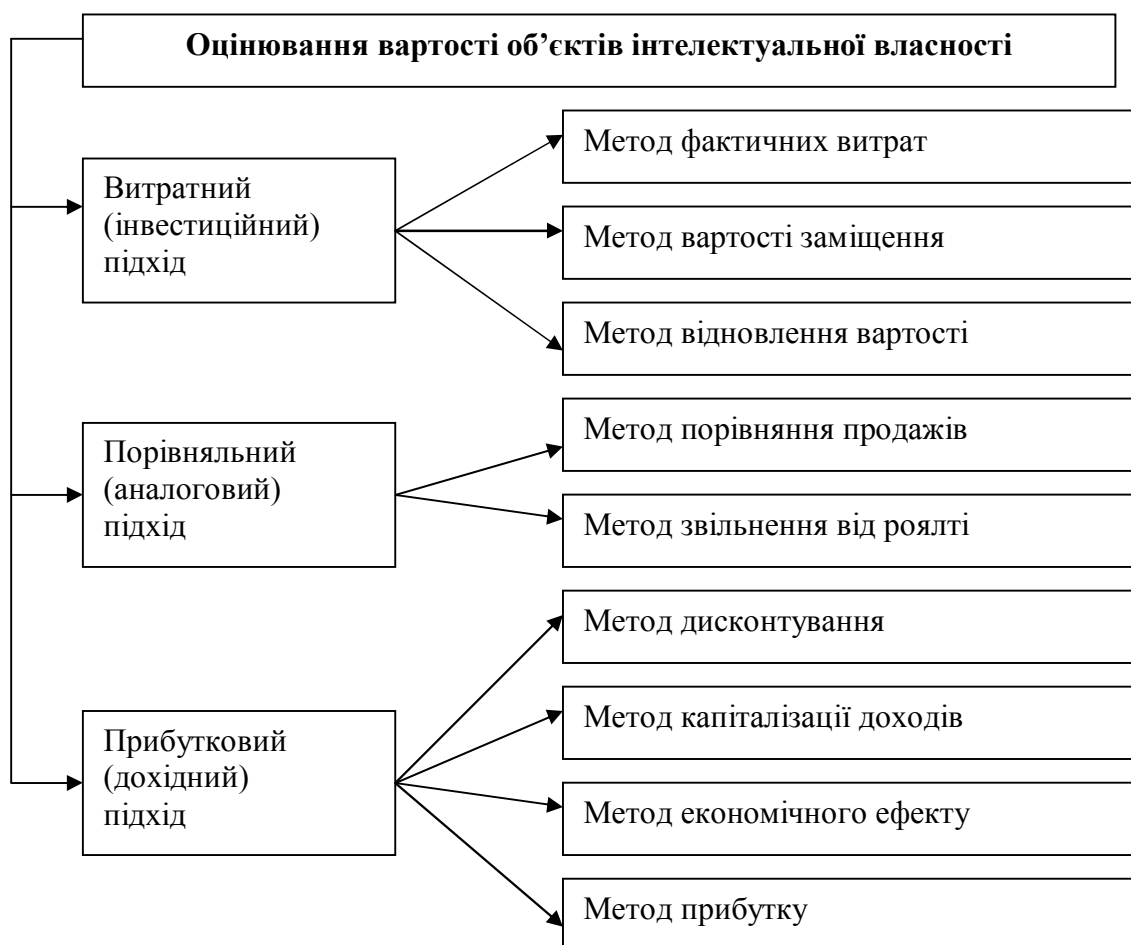 Оцінювання вартості об’єктів інтелектуальної власності
Витратний
(інвестиційний)
підхід
Метод фактичних витрат
Метод вартості заміщення
Метод відновлення вартості
Порівняльний
(аналоговий)
підхід
Метод порівняння продажів
Метод звільнення від роялті
Прибутковий
(дохідний)
підхід
Метод дисконтування
Метод капіталізації доходів
Метод економічного ефекту
Метод прибутку